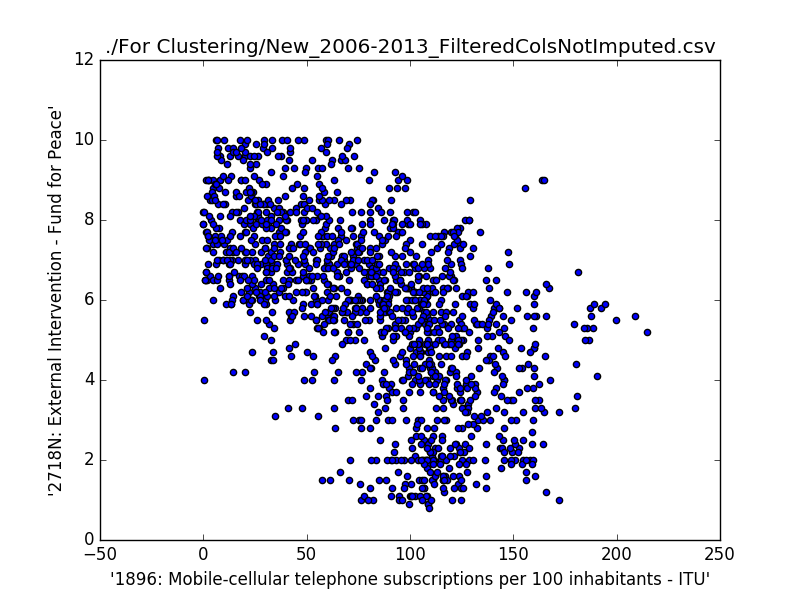 ./For Clustering/New_2006-2013_FilteredColsNotImputed.csv
12
10
8
6
4
2
0
'2718N: External Intervention - Fund for Peace'
−50 0 50 100 150 200 250
'1896: Mobile-cellular telephone subscriptions per 100 inhabitants - ITU'